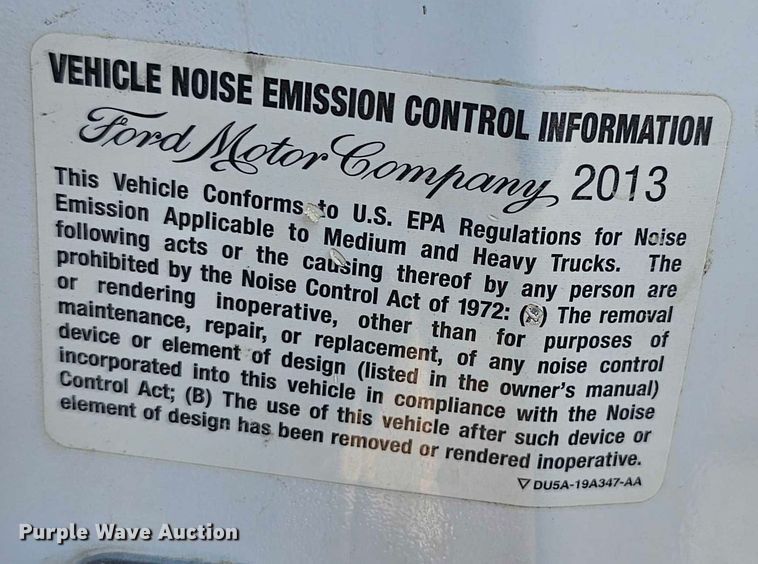 VEHICLE NOISE EMISSION CONTROL INFORMATION
Ford Motor Company 2013
This Vehicle Conforms to U.S. EPA Regulations for Noise
Emission Applicable to Medium and Heavy Trucks. The
following acts or the causing thereof by any person are
prohibited by the Noise Control Act of 1972: (A) The removal
or rendering inoperative, other than for purposes of
maintenance, repair, or replacement, of any noise control
device or element of design (listed in the owner's manual)
incorporated into this vehicle in compliance with the Noise
Control Act; (B) The use of this vehicle after such device or
element of design has been removed or rendered inoperative.
DU5A-19A347-AA
Purple Wave Auction